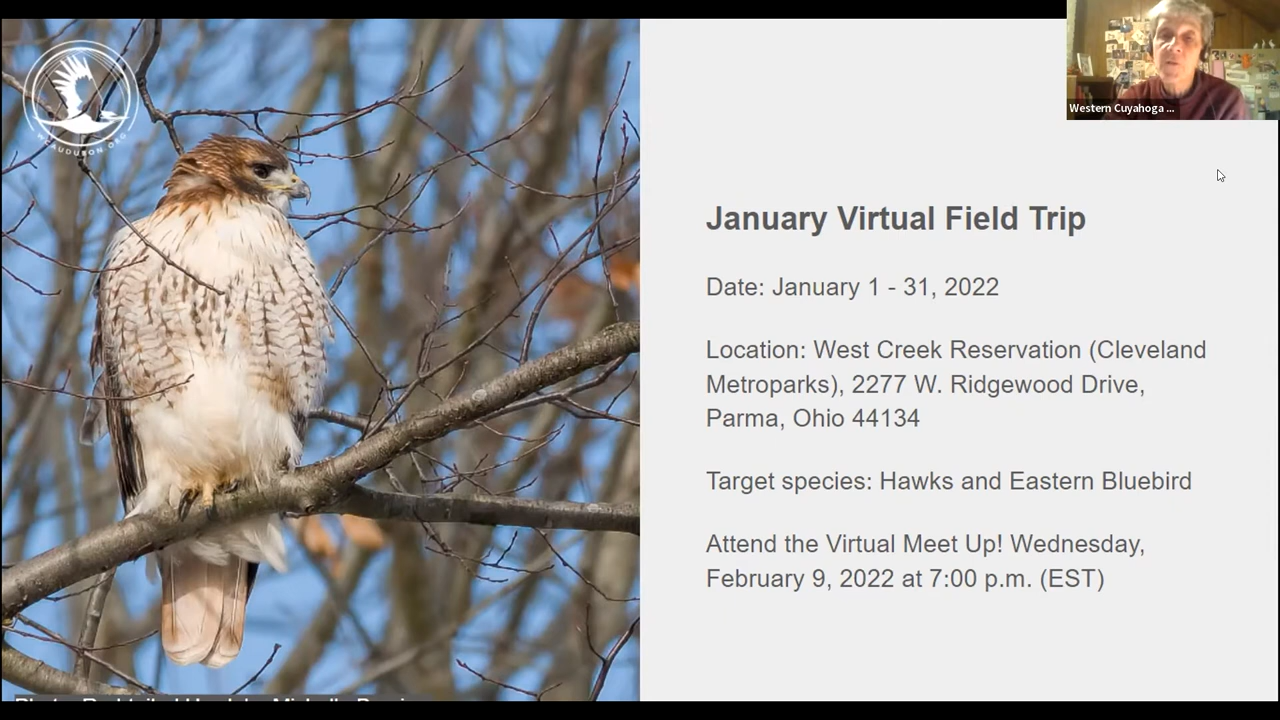 WCAUDUBON.ORG
Western Cuyahoga ...
January Virtual Field Trip
Date: January 1 - 31, 2022
Location: West Creek Reservation (Cleveland
Metroparks), 2277 W. Ridgewood Drive,
Parma, Ohio 44134
Target species: Hawks and Eastern Bluebird
Attend the Virtual Meet Up! Wednesday,
February 9, 2022 at 7:00 p.m. (EST)